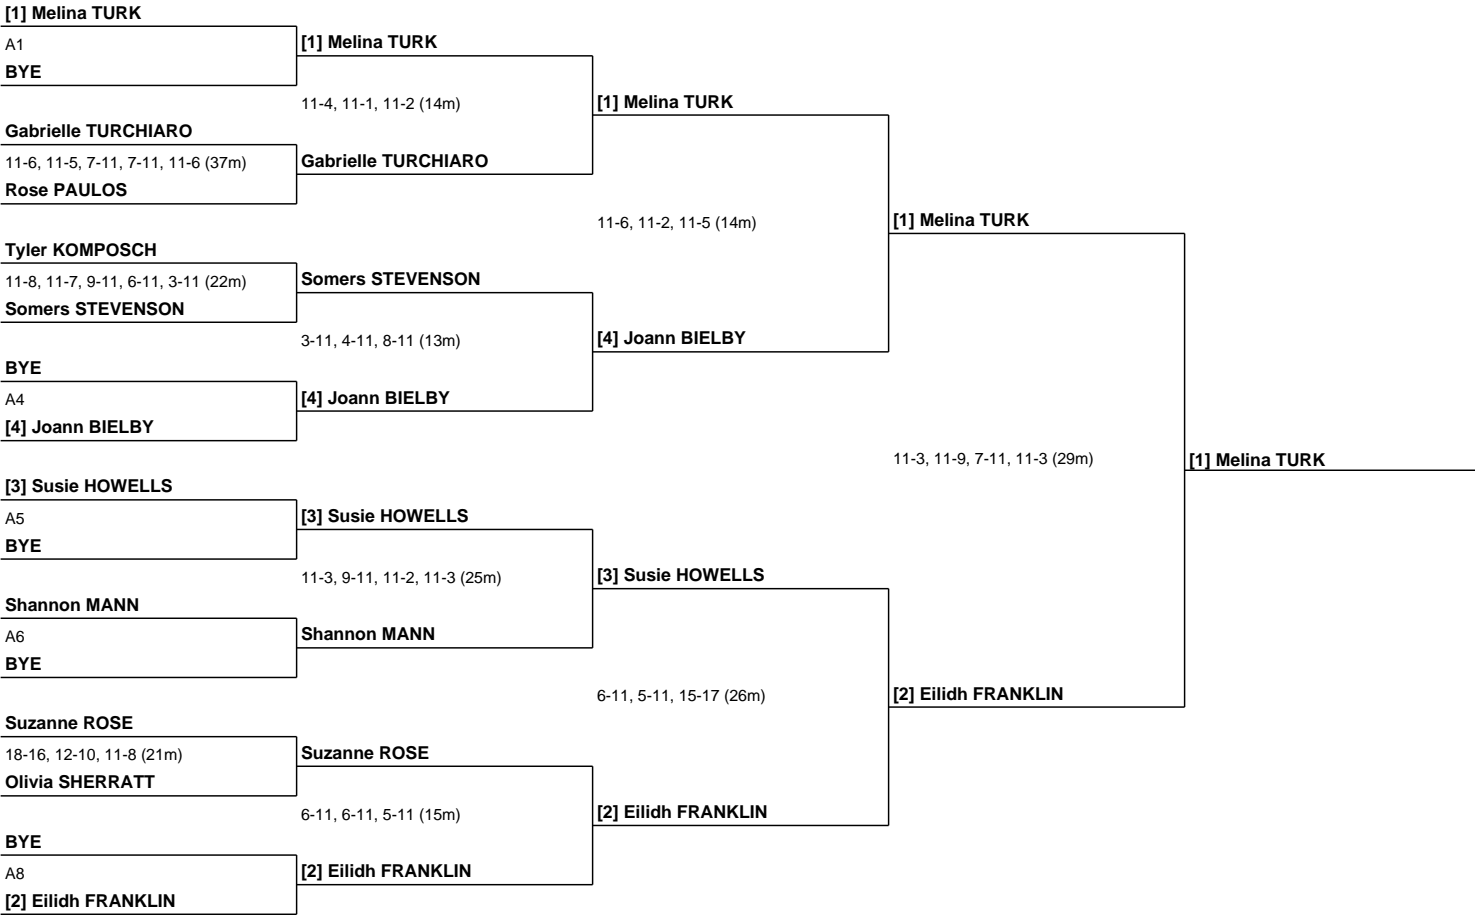 [1] Melina TURK
A1
BYE
[1] Melina TURK
11-4, 11-1, 11-2 (14m)
[1] Melina TURK
Gabrielle TURCHIARO
11-6, 11-5, 7-11, 7-11, 11-6 (37m)
Rose PAULOS
Gabrielle TURCHIARO
11-6, 11-2, 11-5 (14m)
[1] Melina TURK
Tyler KOMPOSCH
11-8, 11-7, 9-11, 6-11, 3-11 (22m)
Somers STEVENSON
Somers STEVENSON
3-11, 4-11, 8-11 (13m)
[4] Joann BIELBY
BYE
A4
[4] Joann BIELBY
[4] Joann BIELBY
11-3, 11-9, 7-11, 11-3 (29m)
[1] Melina TURK
[3] Susie HOWELLS
A5
BYE
[3] Susie HOWELLS
11-3, 9-11, 11-2, 11-3 (25m)
[3] Susie HOWELLS
Shannon MANN
A6
BYE
Shannon MANN
6-11, 5-11, 15-17 (26m)
[2] Eilidh FRANKLIN
Suzanne ROSE
18-16, 12-10, 11-8 (21m)
Olivia SHERRATT
Suzanne ROSE
6-11, 6-11, 5-11 (15m)
[2] Eilidh FRANKLIN
BYE
A8
[2] Eilidh FRANKLIN
[2] Eilidh FRANKLIN